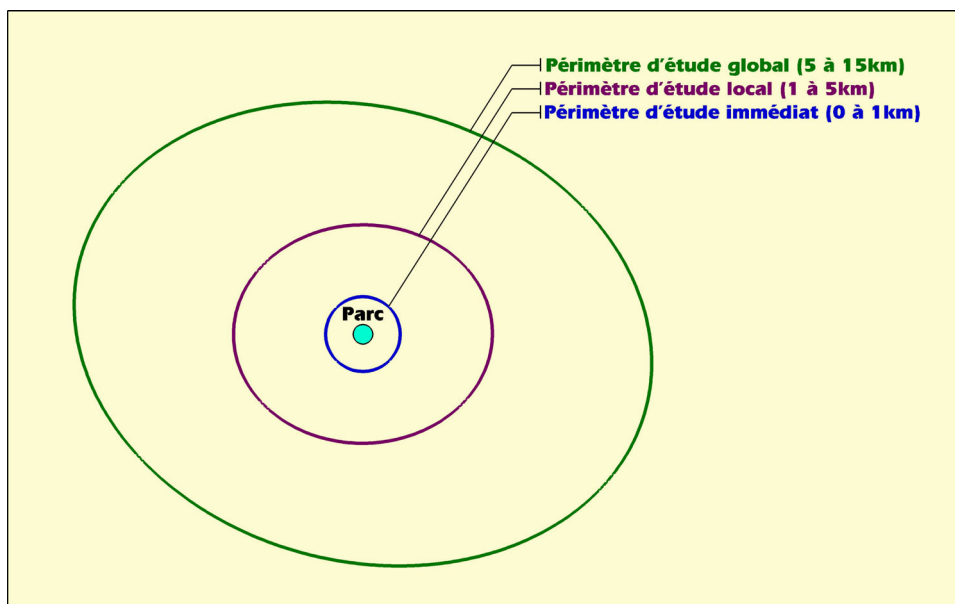 Périmètre d'étude global (5 à 15km)
Périmètre d'étude local (1 à 5km)
Périmètre d'étude immédiat (0 à 1km)
Parc